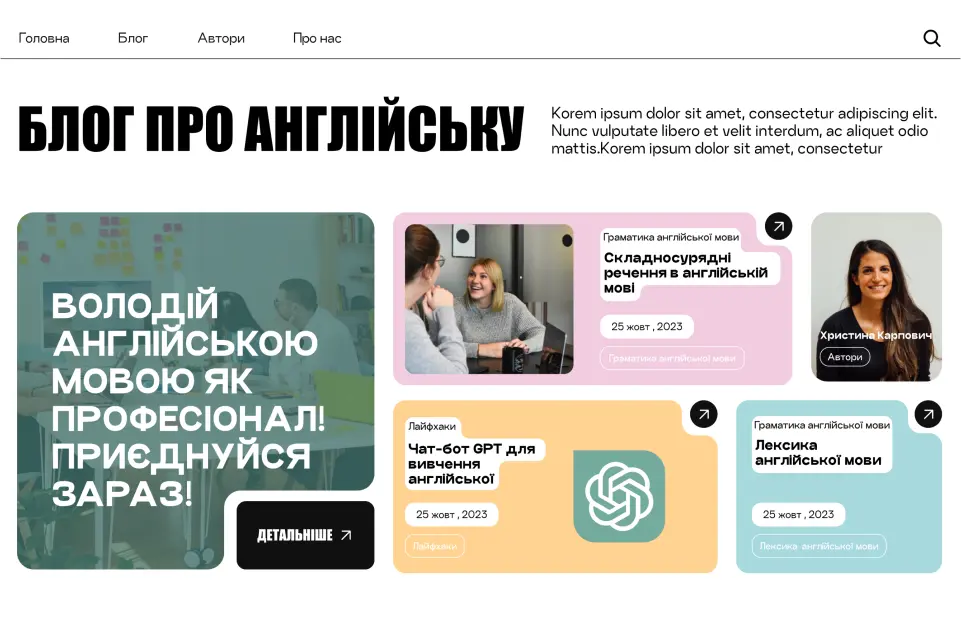 Головна
Блог
Автори
Про нас
БЛОГ ПРО АНГЛІЙСЬКУ
Korem ipsum dolor sit amet, consectetur adipiscing elit.
Nunc vulputate libero et velit interdum, ac aliquet odio
mattis.Korem ipsum dolor sit amet, consectetur
ВОЛОДІЙ
АНГЛІЙСЬКОЮ
МОВОЮ ЯК
ПРОФЕСІОНАЛ!
ПРИЄДНУЙСЯ
ЗАРАЗ!
ДЕТАЛЬНІШЕ
Граматика англійської мови
Складносурядні
речення в англійській
мові
25 жовт , 2023
Граматика англійської мови
Христина Карпович
Автори
Лайфхаки
Чат-бот GPT для
вивчення
англійської
25 жовт , 2023
Лайфхаки
Граматика англійської мови
Лексика
англійської мови
25 жовт , 2023
Лексика англійської мови